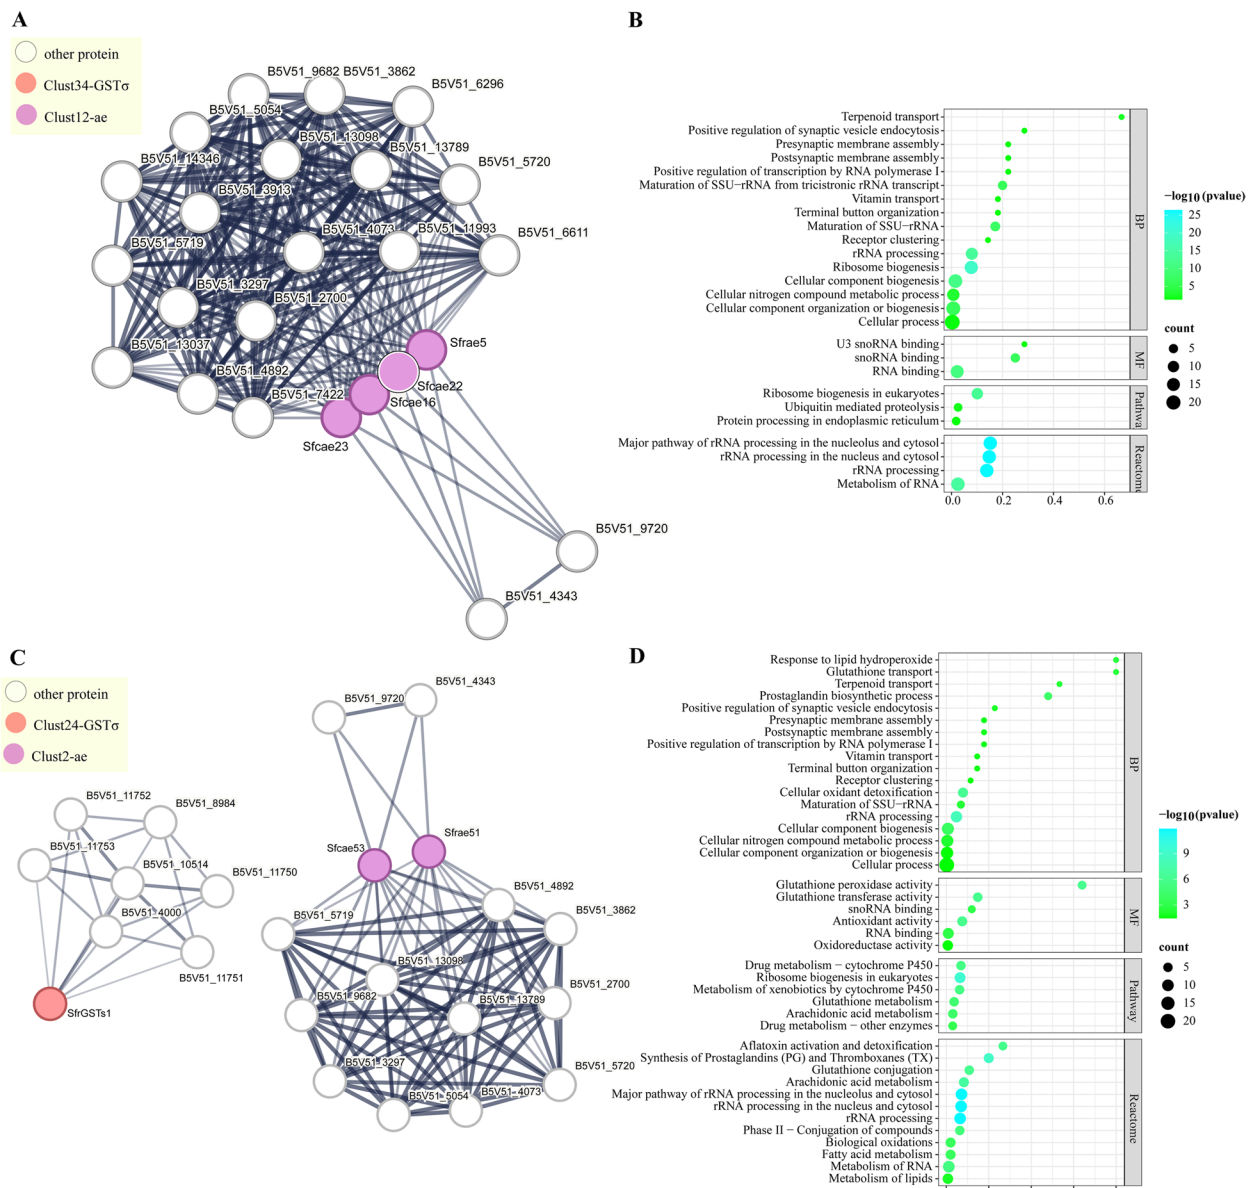 A
other protein
Clust34-GSTσ
Clust12-ae
B5V51_9682
B5V51_3862
B5V51_6296
B5V51_5054
B5V51_13098
B5V51_13789
B5V51_14346
B5V51_5720
B5V51_3913
B5V51_4073
B5V51_11993
B5V51_6611
B5V51_5719
B5V51_3297
B5V51_2700
B5V51_13037
B5V51_4892
Sfrae5
Sfcae22
B5V51_7422
Sfcae16
Sfcae23
B5V51_9720
B5V51_4343
B
Terpenoid transport
Positive regulation of synaptic vesicle endocytosis
Presynaptic membrane assembly
Postsynaptic membrane assembly
Positive regulation of transcription by RNA polymerase I
Maturation of SSU−rRNA from tricistronic rRNA transcript
Vitamin transport
Terminal button organization
Maturation of SSU−rRNA
Receptor clustering
rRNA processing
Ribosome biogenesis
Cellular component biogenesis
Cellular nitrogen compound metabolic process
Cellular component organization or biogenesis
Cellular process
BP
U3 snoRNA binding
snoRNA binding
RNA binding
MF
Ribosome biogenesis in eukaryotes
Ubiquitin mediated proteolysis
Protein processing in endoplasmic reticulum
Pathwa
Major pathway of rRNA processing in the nucleolus and cytosol
rRNA processing in the nucleus and cytosol
rRNA processing
Metabolism of RNA
Reactome
0.0 0.2 0.4 0.6
−log10(pvalue)
25
20
15
10
5
count
5
10
15
20
C
other protein
Clust24-GSTσ
Clust2-ae
B5V51_11752
B5V51_8984
B5V51_11753
B5V51_10514
B5V51_11750
B5V51_4000
B5V51_11751
SfrGSTs1
B5V51_9720
B5V51_4343
Sfcae53
Sfrae51
B5V51_4892
B5V51_5719
B5V51_3862
B5V51_13098
B5V51_9682
B5V51_13789
B5V51_2700
B5V51_3297
B5V51_5054
B5V51_4073
B5V51_5720
D
Response to lipid hydroperoxide
Glutathione transport
Terpenoid transport
Prostaglandin biosynthetic process
Positive regulation of synaptic vesicle endocytosis
Presynaptic membrane assembly
Postsynaptic membrane assembly
Positive regulation of transcription by RNA polymerase I
Vitamin transport
Terminal button organization
Receptor clustering
Cellular oxidant detoxification
Maturation of SSU−rRNA
rRNA processing
Cellular component biogenesis
Cellular nitrogen compound metabolic process
Cellular component organization or biogenesis
Cellular process
BP
Glutathione peroxidase activity
Glutathione transferase activity
snoRNA binding
Antioxidant activity
RNA binding
Oxidoreductase activity
MF
Drug metabolism − cytochrome P450
Ribosome biogenesis in eukaryotes
Metabolism of xenobiotics by cytochrome P450
Glutathione metabolism
Arachidonic acid metabolism
Drug metabolism − other enzymes
Pathway
Aflatoxin activation and detoxification
Synthesis of Prostaglandins (PG) and Thromboxanes (TX)
Glutathione conjugation
Arachidonic acid metabolism
Major pathway of rRNA processing in the nucleolus and cytosol
rRNA processing in the nucleus and cytosol
rRNA processing
Phase II − Conjugation of compounds
Biological oxidations
Fatty acid metabolism
Metabolism of RNA
Metabolism of lipids
Reactome
−log10(pvalue)
9
6
3
count
5
10
15
20